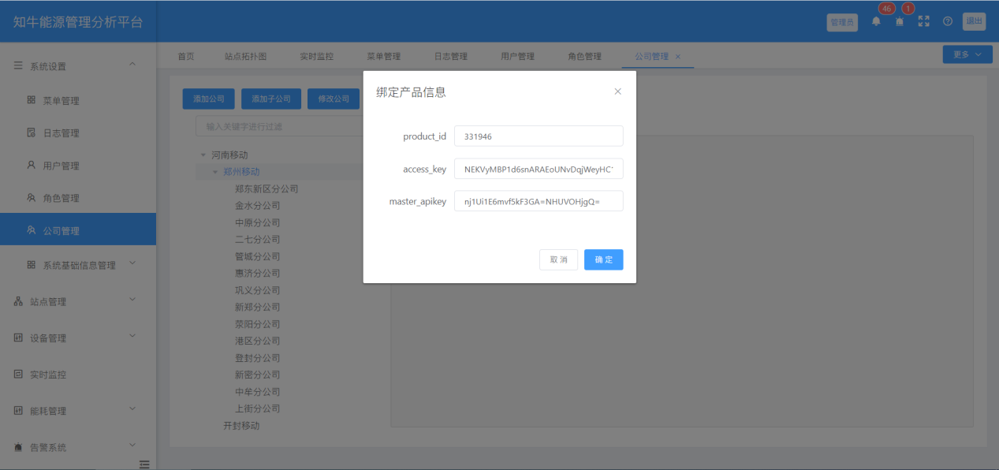 知牛能源管理分析平台
管理员
46
1
退出
系统设置
菜单管理
日志管理
用户管理
角色管理
公司管理
系统基础信息管理
站点管理
设备管理
实时监控
能耗管理
告警系统
首页 站点拓扑图 实时监控 菜单管理 日志管理 用户管理 角色管理 公司管理 ×
更多
添加公司 添加子公司 修改公司
输入关键字进行过滤
河南移动
郑州移动
郑东新区分公司
金水分公司
中原分公司
二七分公司
管城分公司
惠济分公司
巩义分公司
新郑分公司
荥阳分公司
港区分公司
登封分公司
新密分公司
中牟分公司
上街分公司
开封移动
绑定产品信息
product_id 331946
access_key NEKVyMBP1d6snARAEoUNvDqjWeyHC
master_apikey nj1Ui1E6mvf5kF3GA=NHUVOHjgQ=
取 消 确 定